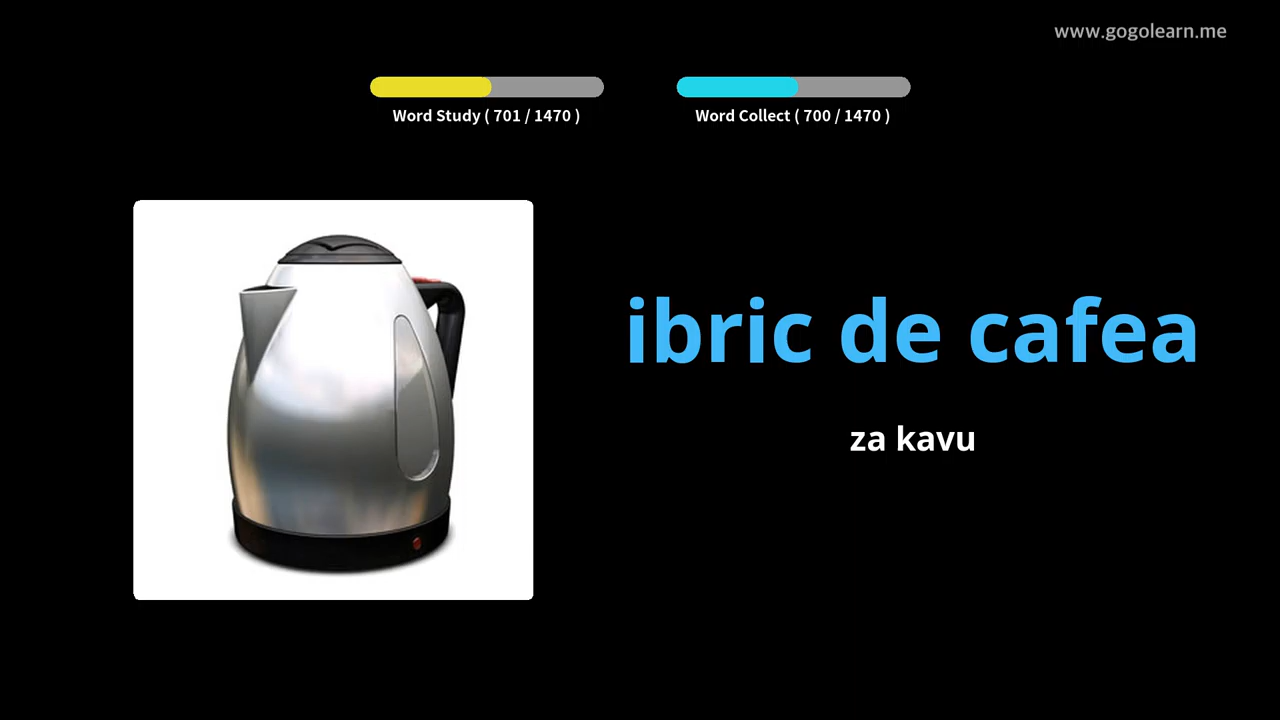 www.gogolearn.me
Word Study ( 701 / 1470 )
Word Collect ( 700 / 1470 )
ibric de cafea
za kavu